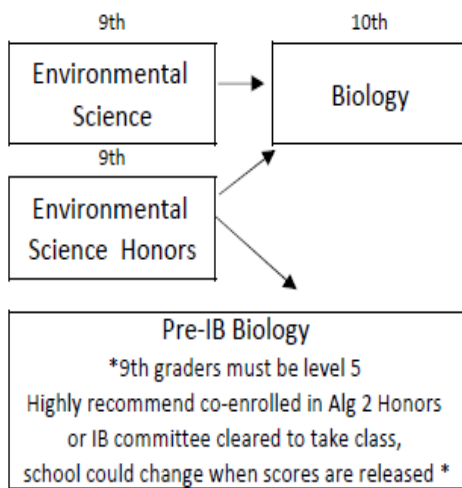 9th
10th
Environmental
Science
Biology
9th
Environmental
Science Honors
Pre-IB Biology
*9th graders must be level 5
Highly recommend co-enrolled in Alg 2 Honors
or IB committee cleared to take class,
school could change when scores are released *